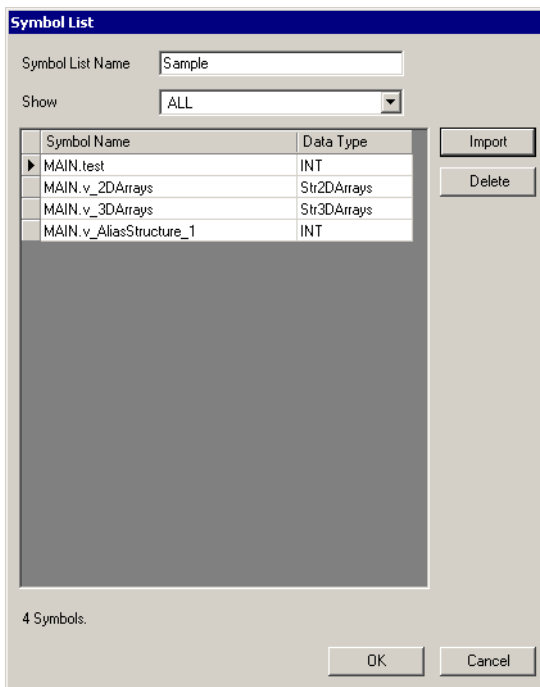 Symbol List
Symbol List Name Sample
Show ALL
Symbol Name Data Type
MAIN.test INT
MAIN.v_2DArrays Str2DArrays
MAIN.v_3DArrays Str3DArrays
MAIN.v_AliasStructure_1 INT
Import
Delete
4 Symbols.
OK Cancel